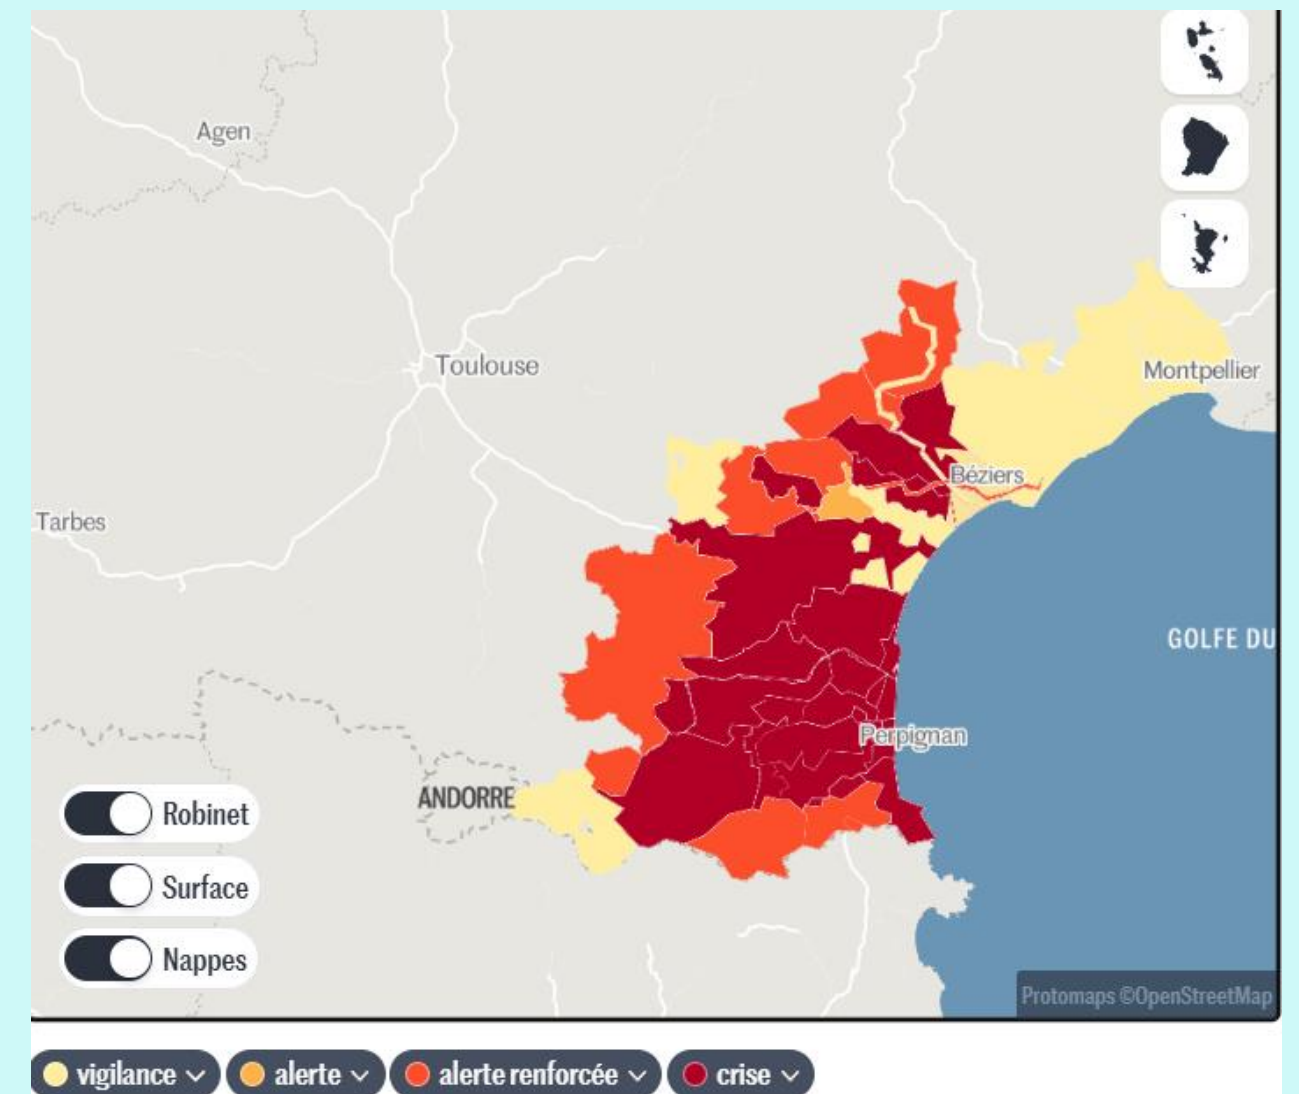 Agen
Toulouse
Montpellier
Béziers
Tarbes
GOLFE DU
Perpignan
ANDORRE
Robinet
Surface
Nappes
Protomaps ©OpenStreetMap
vigilance
alerte
alerte renforcée
crise